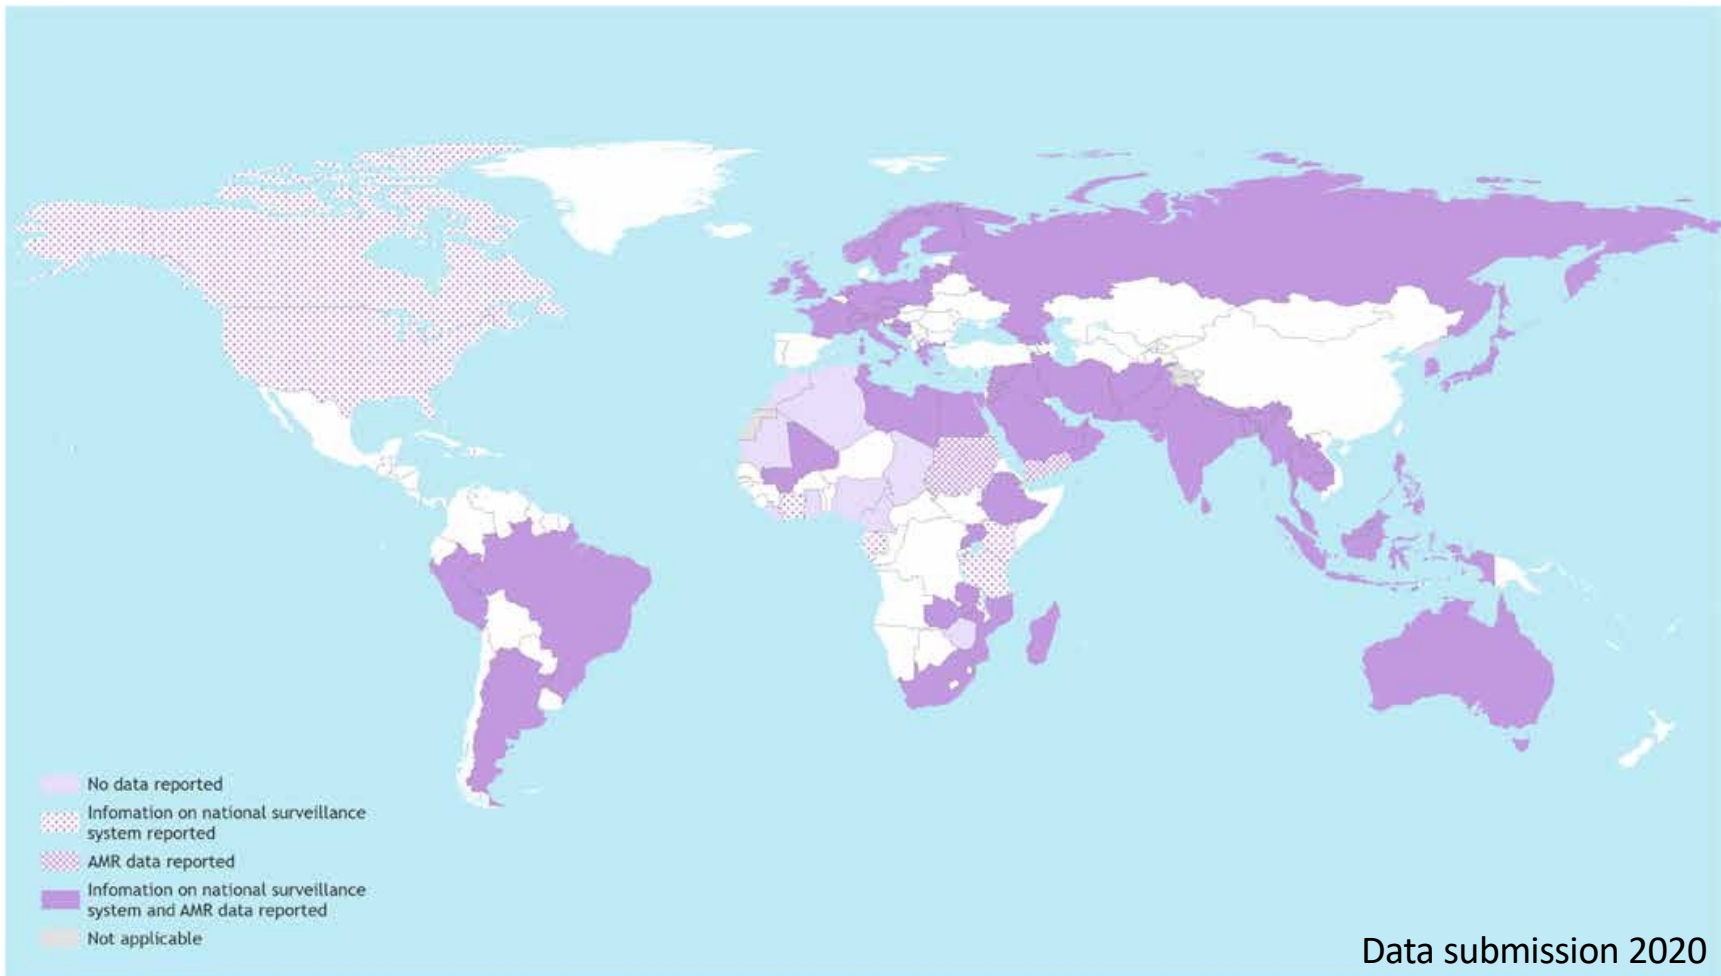 No data reported
Infomation on national surveillance
system reported
AMR data reported
Infomation on national surveillance
system and AMR data reported
Not applicable
Data submission 2020